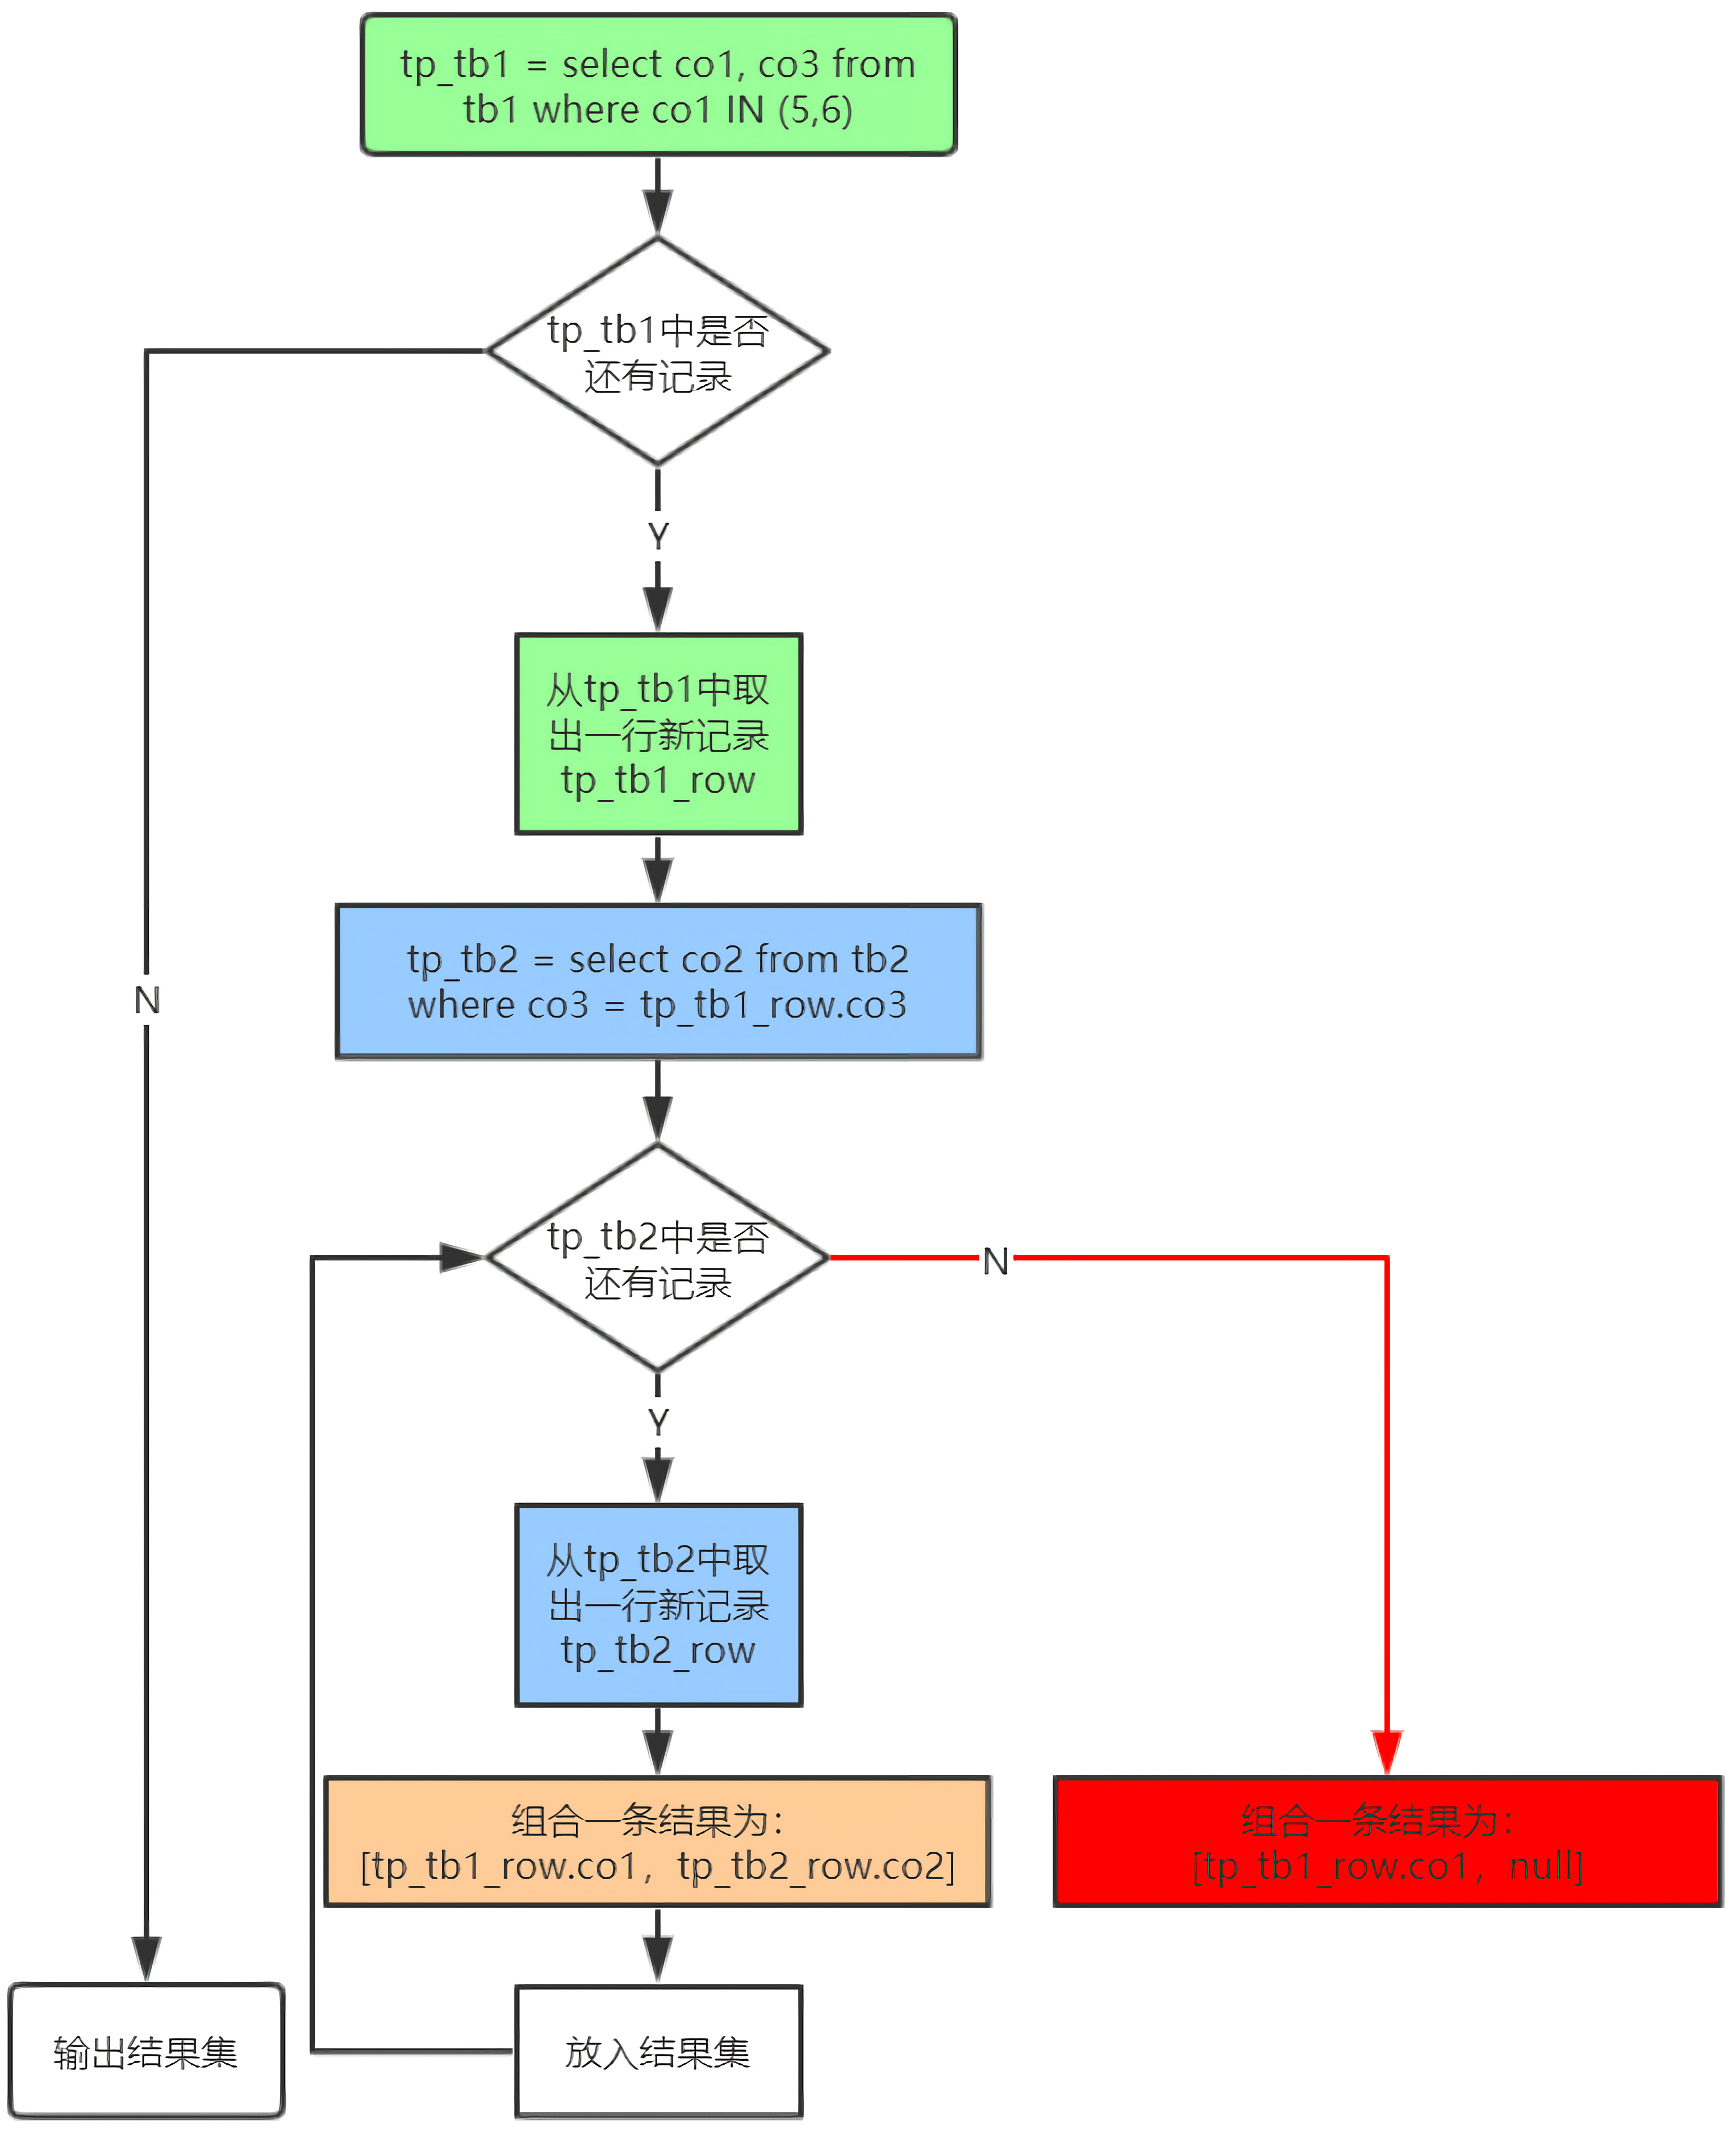 tp_tb1 = select co1, co3 from
tb1 where co1 IN (5,6)
tp_tb1中是否
还有记录
Y
从tp_tb1中取
出一行新记录
tp_tb1_row
tp_tb2 = select co2 from tb2
where co3 = tp_tb1_row.co3
N
tp_tb2中是否
还有记录
N
Y
从tp_tb2中取
出一行新记录
tp_tb2_row
组合一条结果为：
[tp_tb1_row.co1，tp_tb2_row.co2]
组合一条结果为：
[tp_tb1_row.co1，null]
输出结果集
放入结果集